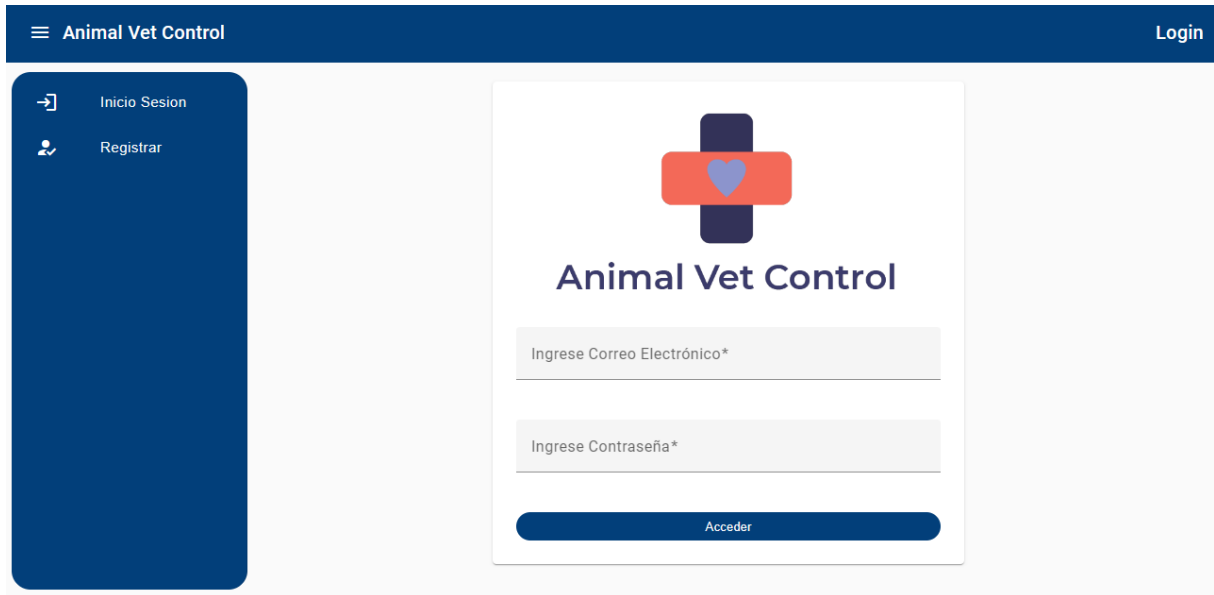 Animal Vet Control
Login
Inicio Sesion
Registrar
Animal Vet Control
Ingrese Correo Electrónico*
Ingrese Contraseña*
Acceder